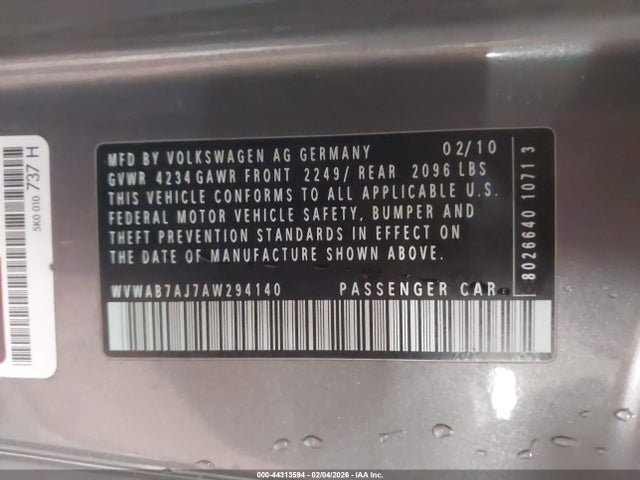 MFD BY VOLKSWAGEN AG GERMANY 02/10
GVWR 4234 GAWR FRONT 2249/ REAR 2096 LBS
THIS VEHICLE CONFORMS TO ALL APPLICABLE U.S.
FEDERAL MOTOR VEHICLE SAFETY, BUMPER AND
THEFT PREVENTION STANDARDS IN EFFECT ON
THE DATE OF MANUFACTURE SHOWN ABOVE.
WVWAB7AJ7AW294140 PASSENGER CAR
8026640 10713
5K0 010 737 H
000-44313594 - 02/04/2026 - IAA Inc.